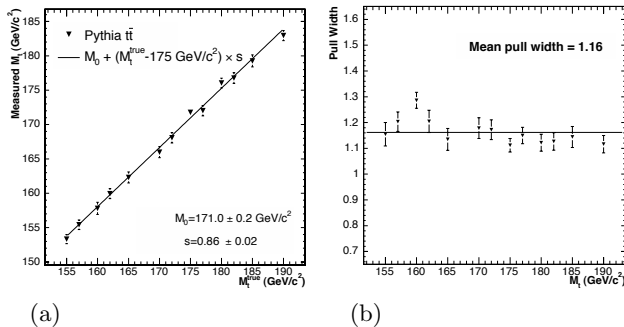 Measured Mₜ (GeV/c²)
Pythia tt̄
M₀ + (Mₜᵗʳᵘᵉ-175 GeV/c²) × s
185
180
175
170
165
160
155
150
M₀=171.0 ± 0.2 GeV/c²
s=0.86 ± 0.02
155 160 165 170 175 180 185 190
Mₜᵗʳᵘᵉ (GeV/c²)
(a)
Pull Width
1.6
1.5
1.4
1.3
1.2
1.1
1
0.9
0.8
0.7
Mean pull width = 1.16
155 160 165 170 175 180 185 190
Mₜ (GeV/c²)
(b)